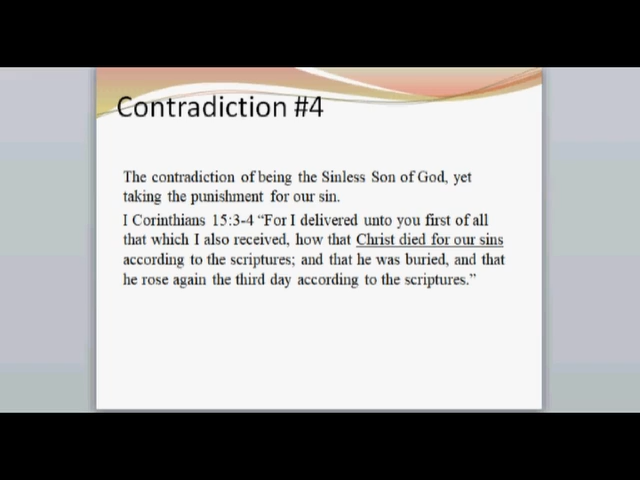 Contradiction #4
The contradiction of being the Sinless Son of God, yet
taking the punishment for our sin.
I Corinthians 15:3-4 “For I delivered unto you first of all
that which I also received, how that Christ died for our sins
according to the scriptures; and that he was buried, and that
he rose again the third day according to the scriptures.”